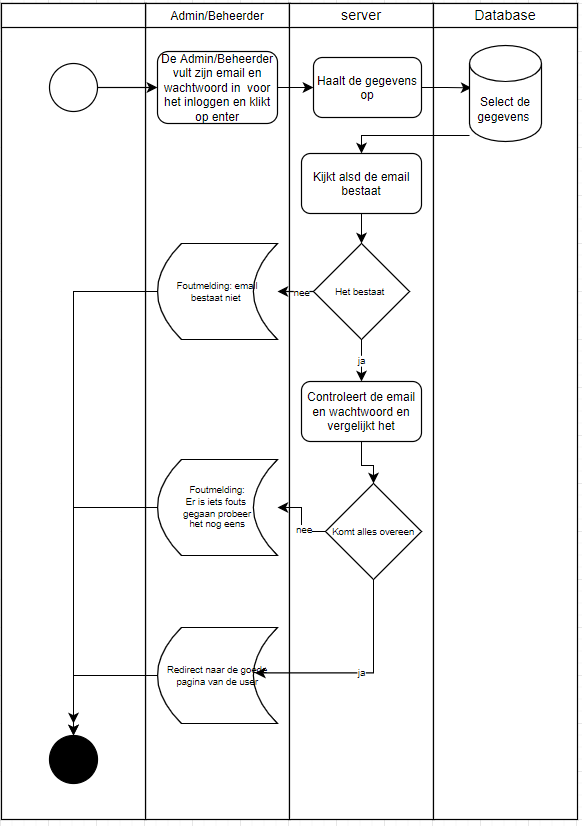 Admin/Beheerder
server
Database
De Admin/Beheerder
vult zijn email en
wachtwoord in voor
het inloggen en klikt
op enter
Haalt de gegevens
op
Select de
gegevens
Kijkt alsd de email
bestaat
Foutmelding: email
bestaat niet
nee
Het bestaat
ja
Controleert de email
en wachtwoord en
vergelijkt het
Foutmelding:
Er is iets fouts
gegaan probeer
het nog eens
nee
Komt alles overeen
Redirect naar de goede
pagina van de user
ja